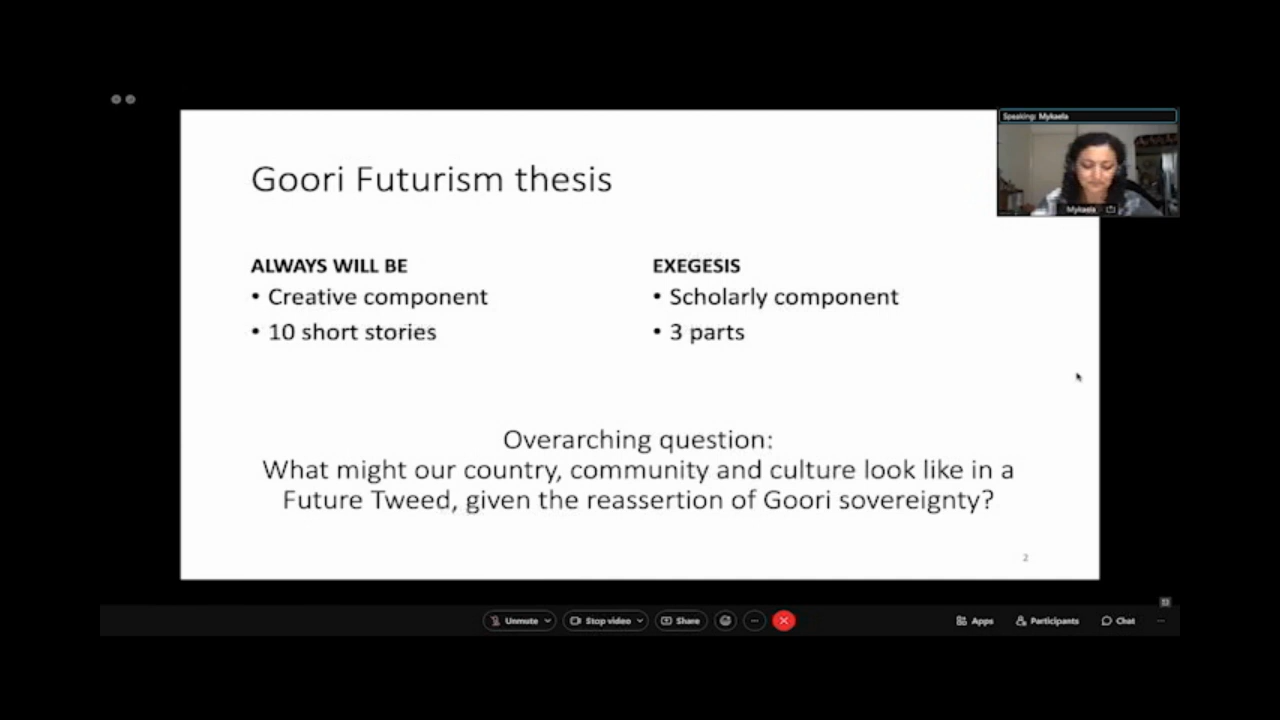 Speaking: Mykaela
Mykaela
Goori Futurism thesis
ALWAYS WILL BE
• Creative component
• 10 short stories
EXEGESIS
• Scholarly component
• 3 parts
Overarching question:
What might our country, community and culture look like in a
Future Tweed, given the reassertion of Goori sovereignty?
2
Unmute
Stop video
Share
Apps
Participants
Chat